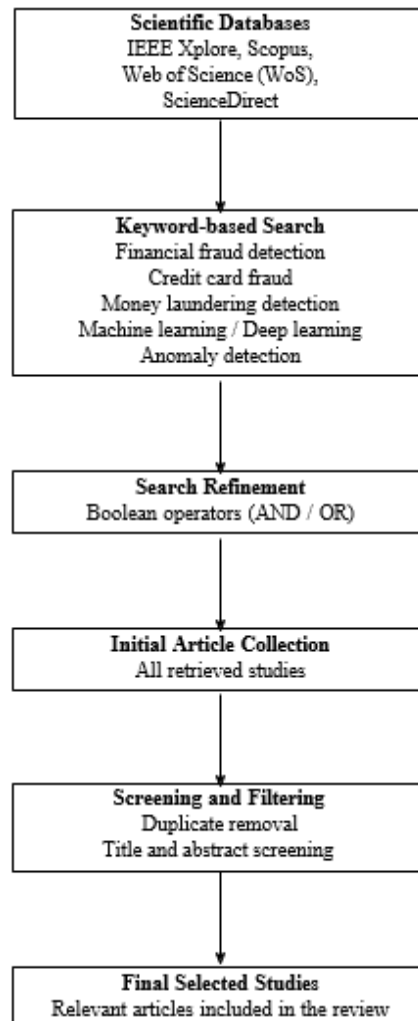 Scientific Databases
IEEE Xplore, Scopus,
Web of Science (WoS),
ScienceDirect
Keyword-based Search
Financial fraud detection
Credit card fraud
Money laundering detection
Machine learning / Deep learning
Anomaly detection
Search Refinement
Boolean operators (AND / OR)
Initial Article Collection
All retrieved studies
Screening and Filtering
Duplicate removal
Title and abstract screening
Final Selected Studies
Relevant articles included in the review